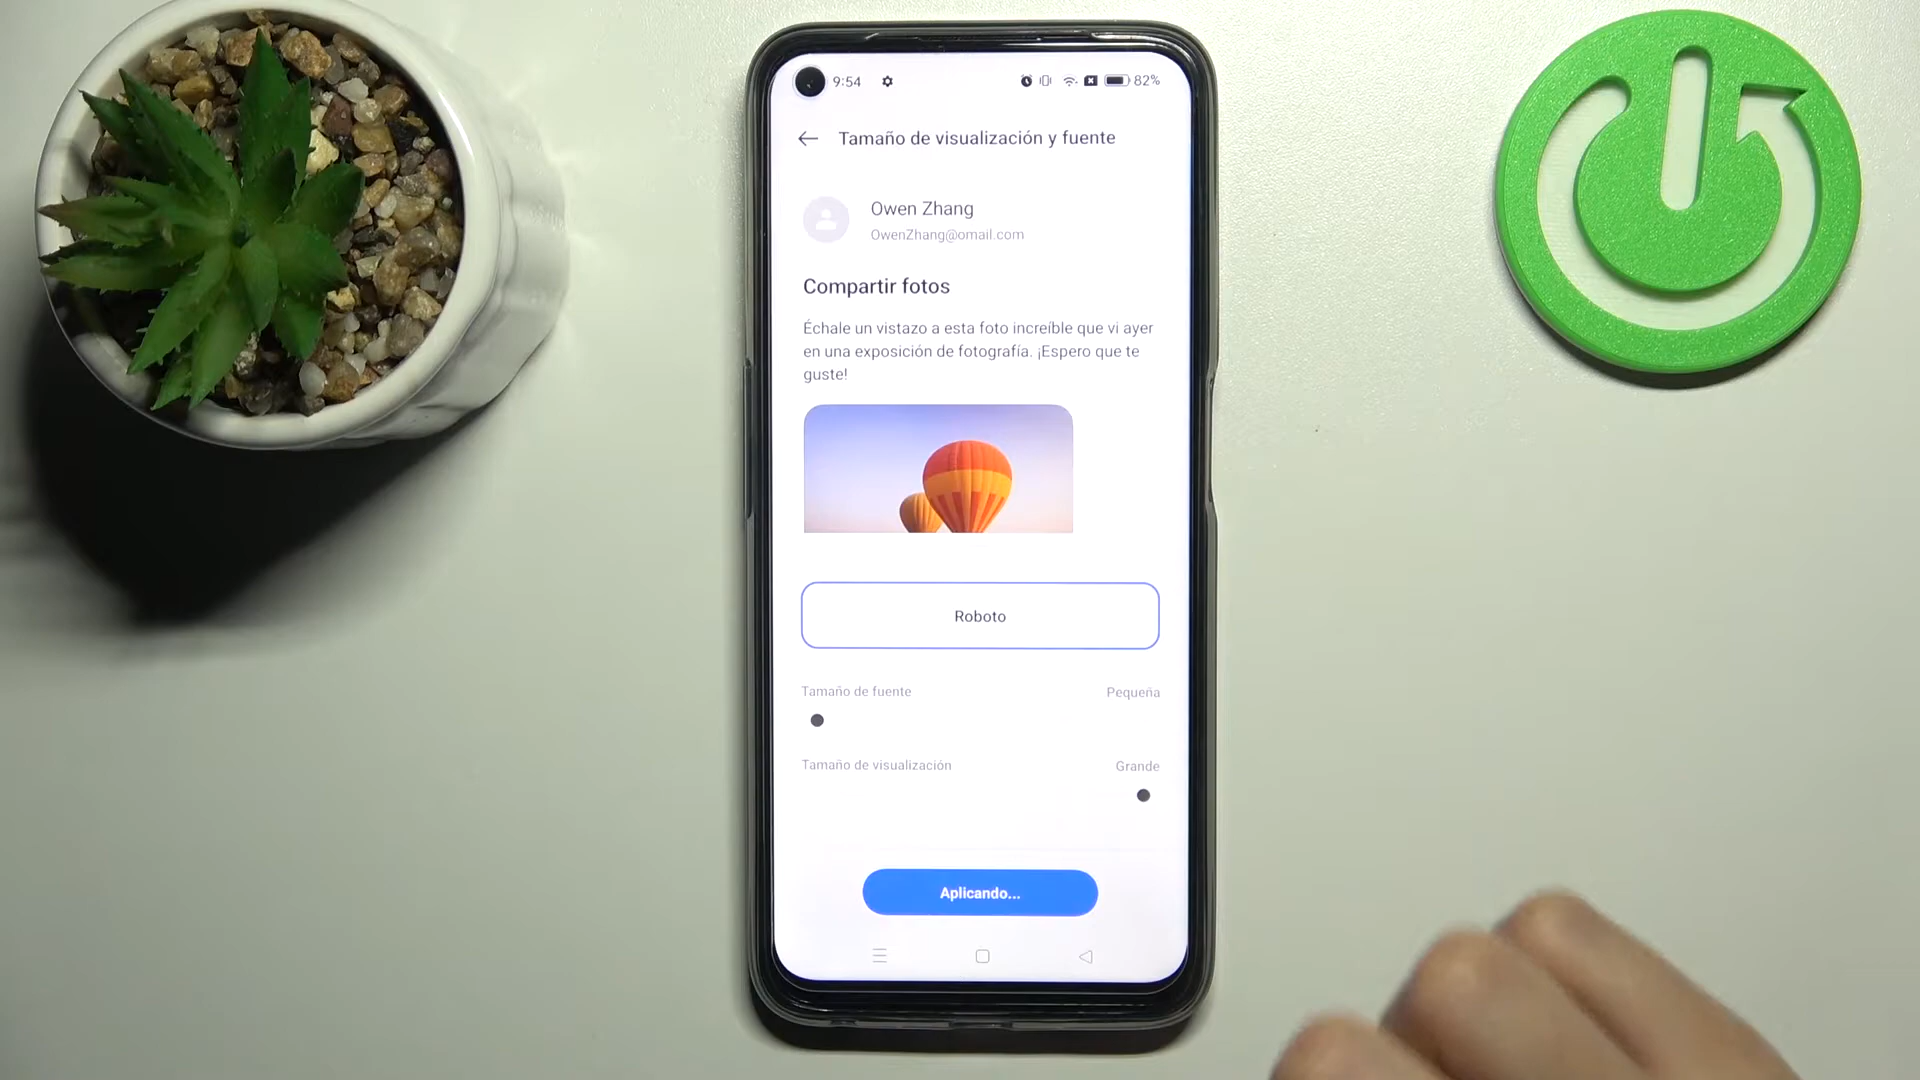 9:54
82%
Tamaño de visualización y fuente
Owen Zhang
OwenZhang@omail.com
Compartir fotos
Échale un vistazo a esta foto increíble que vi ayer
en una exposición de fotografía. ¡Espero que te
guste!
Roboto
Tamaño de fuente
Pequeña
Tamaño de visualización
Grande
Aplicando...